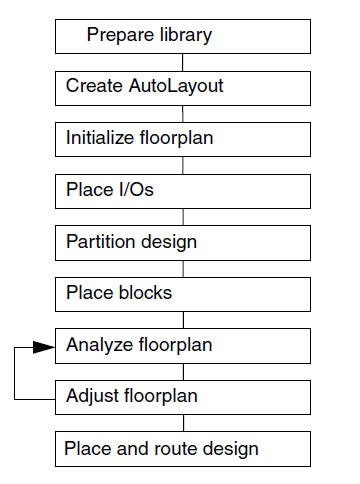 Prepare library
Create AutoLayout
Initialize floorplan
Place I/Os
Partition design
Place blocks
Analyze floorplan
Adjust floorplan
Place and route design